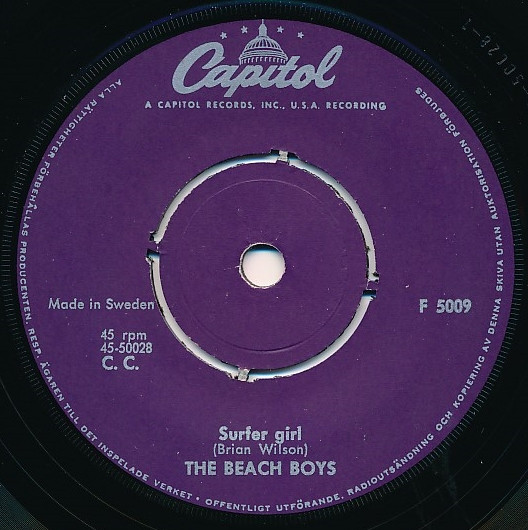 Capitol
A CAPITOL RECORDS, INC., U.S.A. RECORDING
ALLA RÄTTIGHETER FÖRBEHÅLLAS PRODUCENTEN RESP. ÄGAREN TILL DET INSPELADE VERKET • OFFENTLIGT UTFÖRANDE, RADIOUTSÄNDNING OCH KOPIERING AV DENNA SKIVA UTAN AUKTORISATION FÖRBJUDES
Made in Sweden
F 5009
45 rpm
45-50028
C. C.
Surfer girl
(Brian Wilson)
THE BEACH BOYS